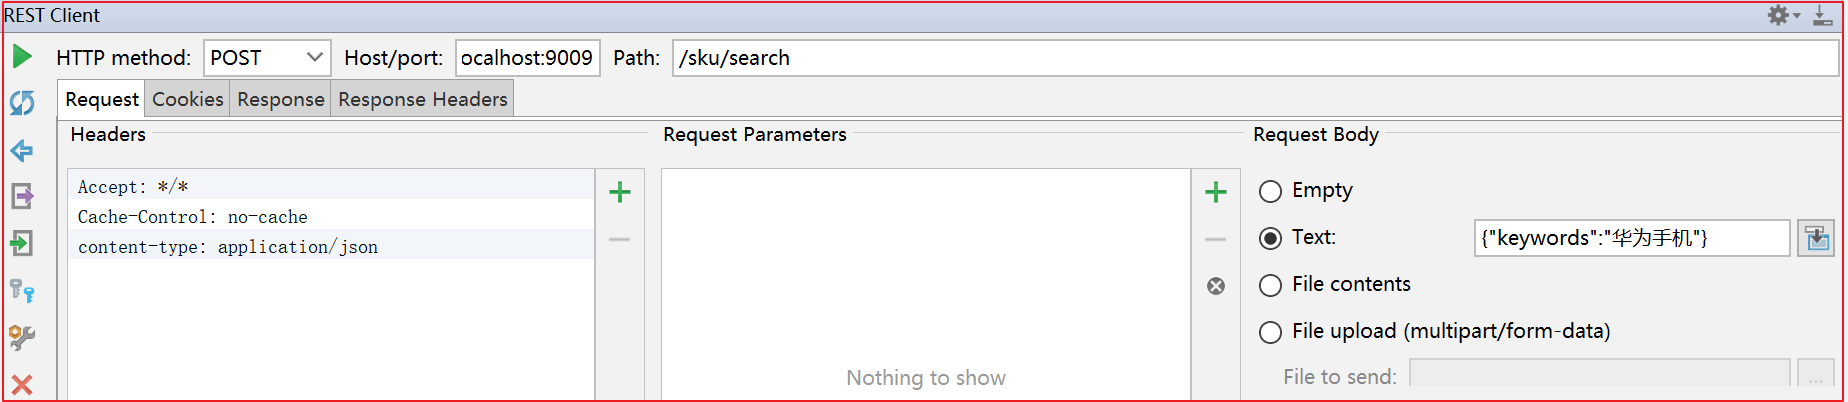 REST Client
HTTP method: POST Host/port: ocalhost:9009 Path: /sku/search
Request Cookies Response Response Headers
Headers Request Parameters Request Body
Accept: */*
Cache-Control: no-cache
content-type: application/json
Nothing to show
Empty
Text: {"keywords":"华为手机"}
File contents
File upload (multipart/form-data)
File to send: ...